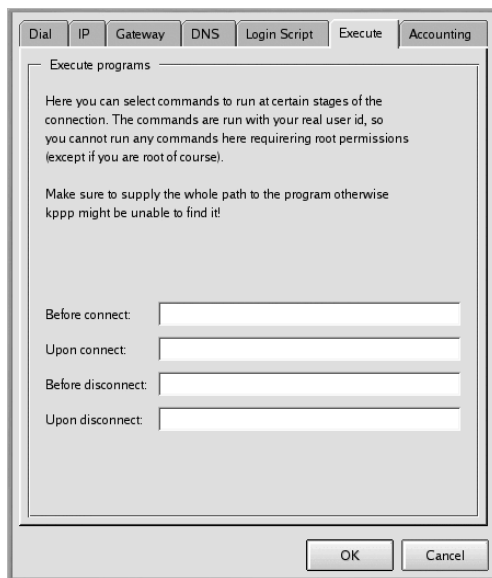 Dial IP Gateway DNS Login Script Execute Accounting
Execute programs
Here you can select commands to run at certain stages of the
connection. The commands are run with your real user id, so
you cannot run any commands here requirering root permissions
(except if you are root of course).
Make sure to supply the whole path to the program otherwise
kppp might be unable to find it!
Before connect:
Upon connect:
Before disconnect:
Upon disconnect:
OK Cancel